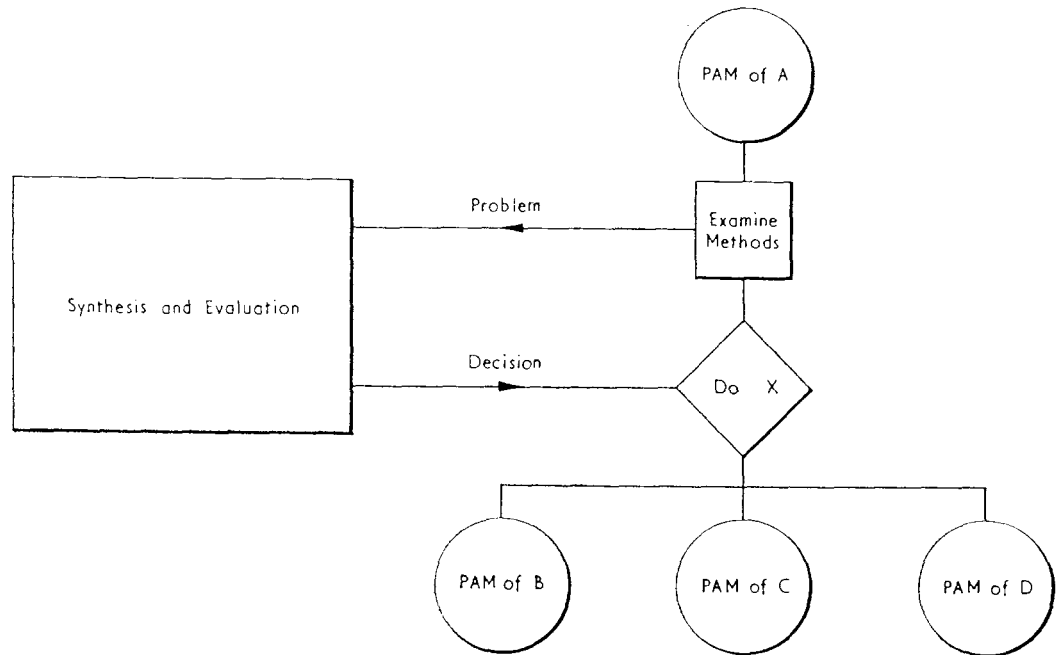 PAM of A
Problem
Examine
Methods
Synthesis and Evaluation
Decision
Do X
PAM of B
PAM of C
PAM of D